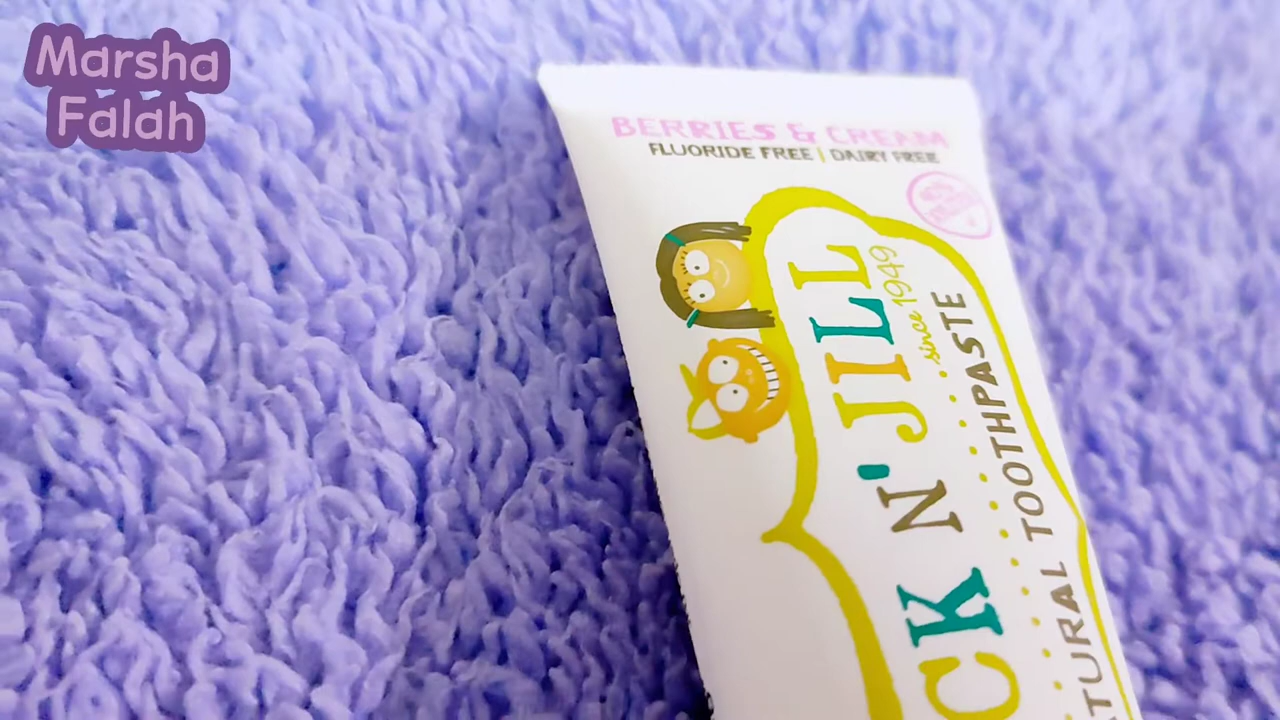 Marsha
Falah
BERRIES & CREAM
FLUORIDE FREE | DAIRY FREE
CK N' JILL
since 1949
TURAL TOOTHPASTE